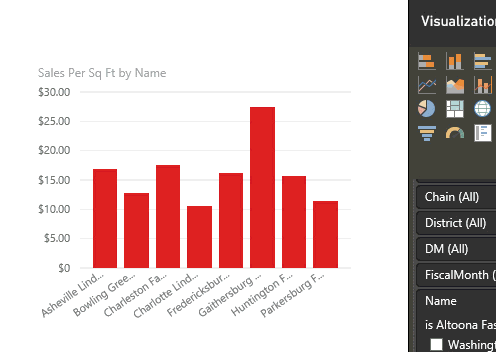 Visualization
Sales Per Sq Ft by Name
$30.00
$25.00
$20.00
$15.00
$10.00
$5.00
$0
Asheville Lind...
Bowling Gree...
Charleston Fa...
Charlotte Lind...
Fredericksbur...
Gaithersburg ...
Huntington F...
Parkersburg F...
Chain (All)
District (All)
DM (All)
FiscalMonth (
Name
is Altoona Fas
Washingt